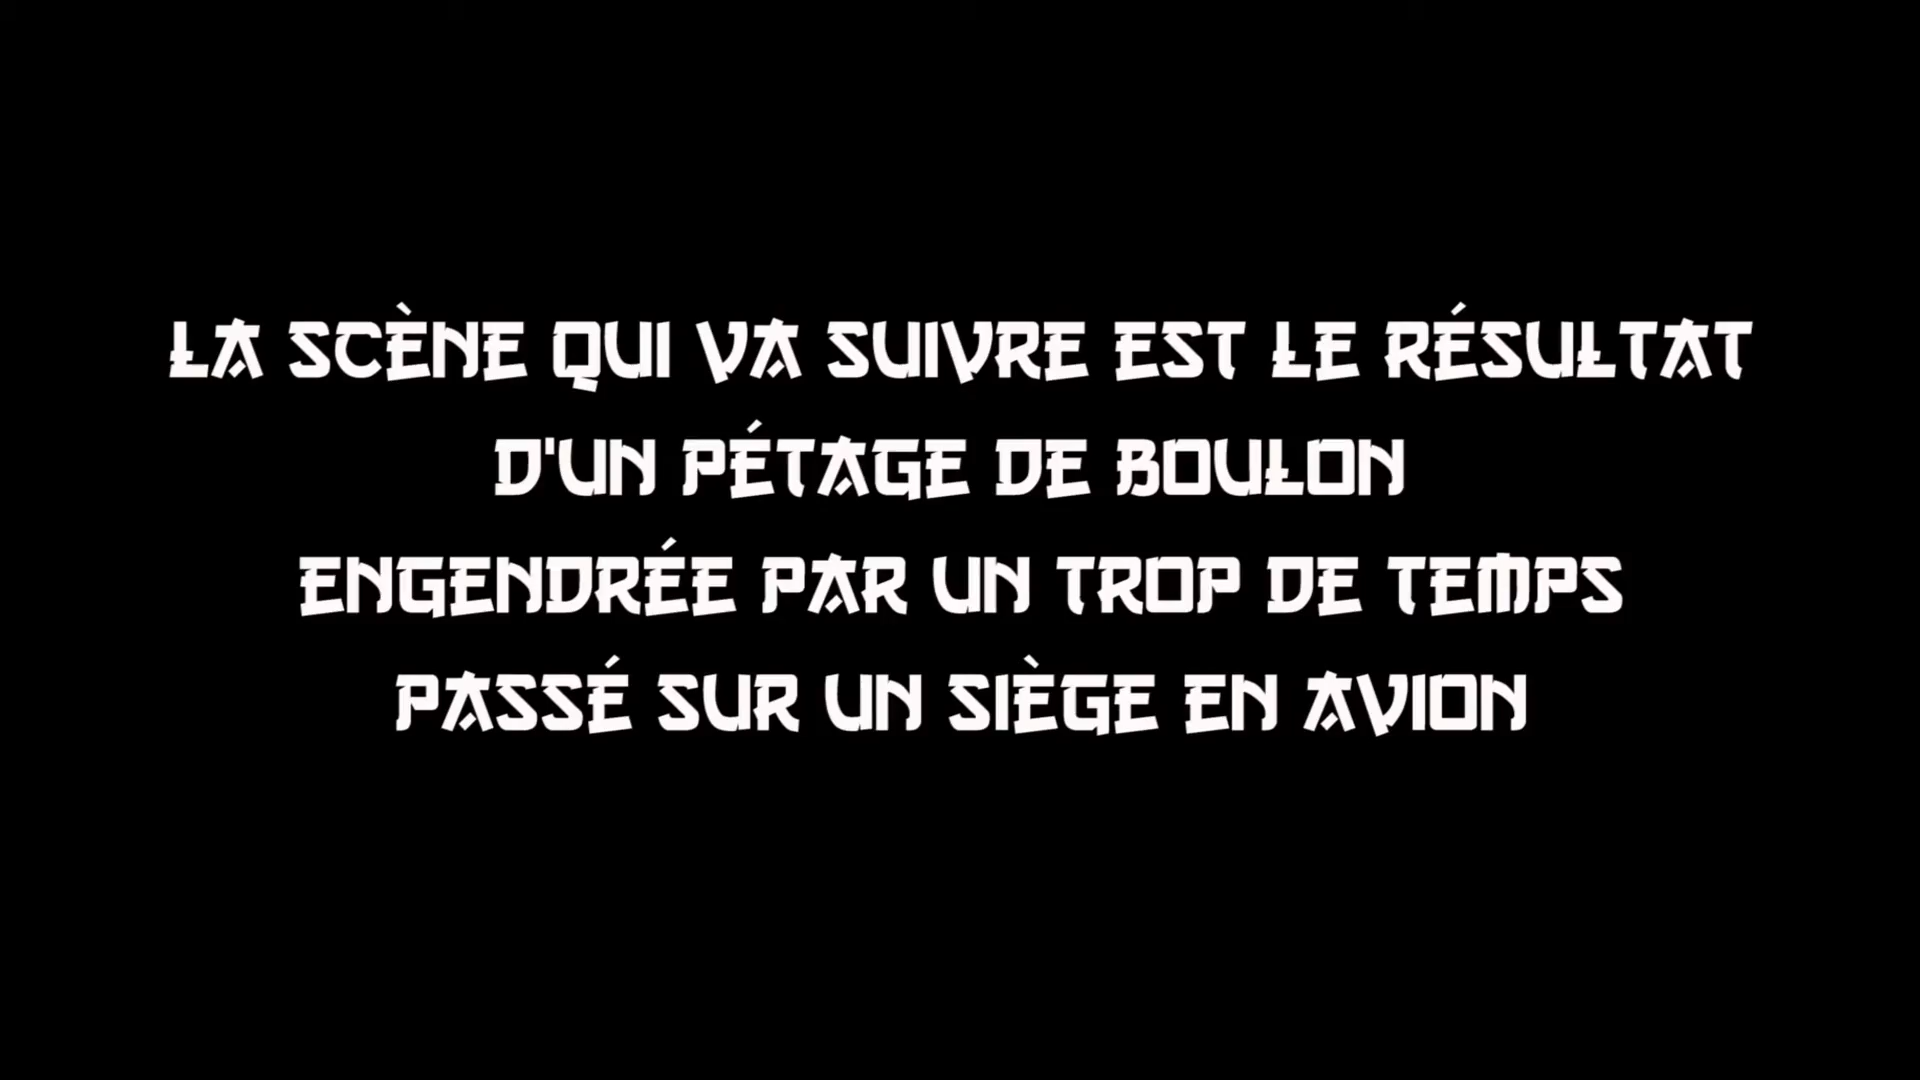 LA SCÈNE QUI VA SUIVRE EST LE RÉSULTAT
D'UN PÉTAGE DE BOULON
ENGENDRÉE PAR UN TROP DE TEMPS
PASSÉ SUR UN SIÈGE EN AVION